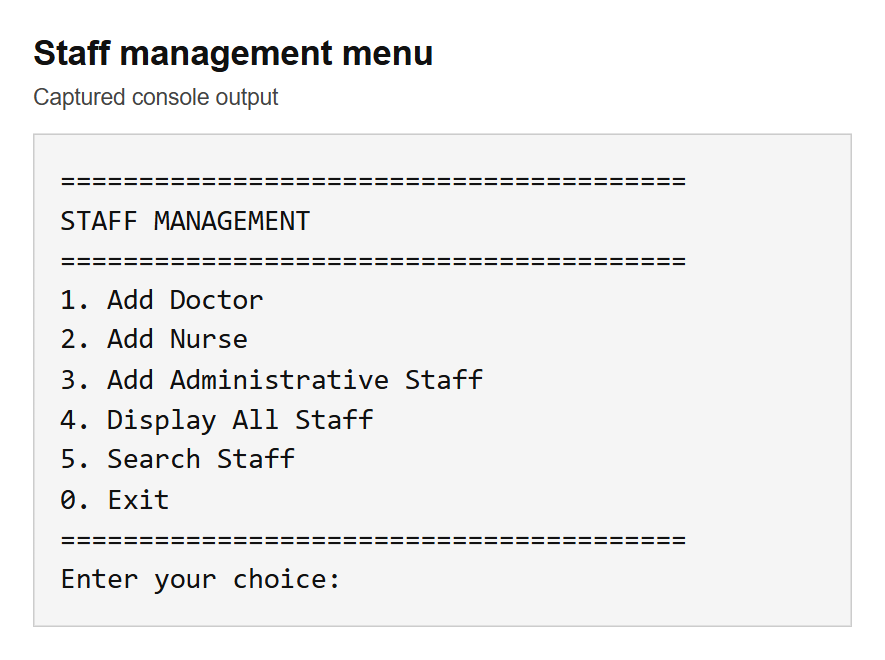 Staff management menu
Captured console output
========================================
STAFF MANAGEMENT
========================================
1. Add Doctor
2. Add Nurse
3. Add Administrative Staff
4. Display All Staff
5. Search Staff
0. Exit
========================================
Enter your choice: